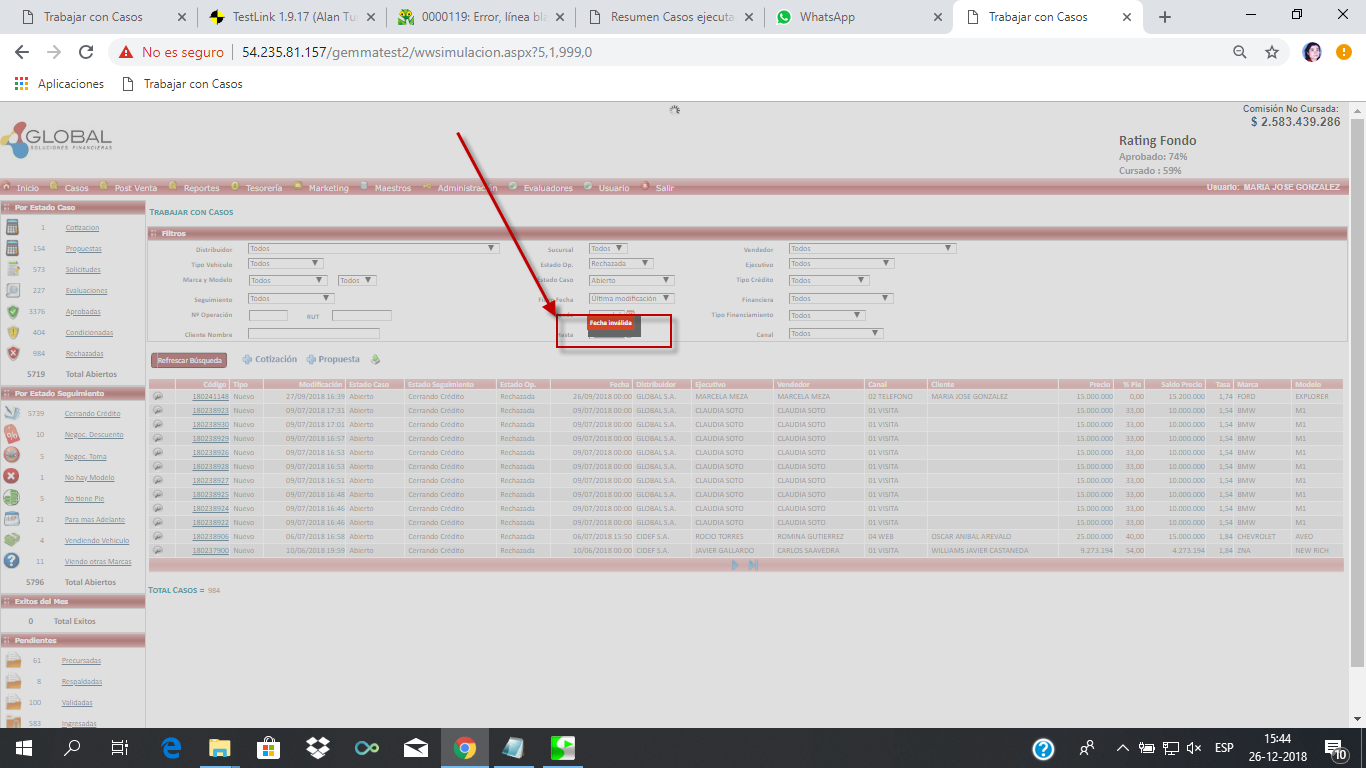 Trabajar con Casos
TestLink 1.9.17 (Alan Tu
0000119: Error, línea bla
Resumen Casos ejecuta
WhatsApp
Trabajar con Casos
No es seguro
54.235.81.157/gemmatest2/wwsimulacion.aspx?5,1,999,0
Aplicaciones
Trabajar con Casos
GLOBAL
SOLUCIONES FINANCIERAS
Comisión No Cursada:
$ 2.583.439.286
Rating Fondo
Aprobado: 74%
Cursado : 59%
Inicio Casos Post Venta Reportes Tesorería Marketing Maestros Administración Evaluadores Usuario Salir
Usuario: MARIA JOSE GONZALEZ
Por Estado Caso
1 Cotizacion
154 Propuestas
573 Solicitudes
227 Evaluaciones
3376 Aprobadas
404 Condicionadas
984 Rechazadas
5719 Total Abiertos
Por Estado Seguimiento
5739 Cerrando Crédito
10 Negoc. Descuento
5 Negoc. Toma
1 No hay Modelo
5 No tiene Pie
21 Para mas Adelante
4 Vendiendo Vehículo
11 Viendo otras Marcas
5796 Total Abiertos
Exitos del Mes
0 Total Exitos
Pendientes
61 Precursadas
8 Respaldadas
100 Validadas
583 Ingresadas
TRABAJAR CON CASOS
Filtros
Distribuidor Todos Sucursal Todos Vendedor Todos
Tipo Vehículo Todos Estado Op. Rechazada Ejecutivo Todos
Marca y Modelo Todos Todos Estado Caso Abierto Tipo Crédito Todos
Seguimiento Todos Fecha Última modificación Financiera Todos
Nº Operación RUT Tipo Financiamiento Todos
Fecha inválida
Cliente Nombre Hasta Canal Todos
Refrescar Búsqueda Cotización Propuesta
Código Tipo Modificación Estado Caso Estado Seguimiento Estado Op. Fecha Distribuidor Ejecutivo Vendedor Canal Cliente Precio % Pie Saldo Precio Tasa Marca Modelo
180241148 Nuevo 27/09/2018 16:39 Abierto Cerrando Crédito Rechazada 26/09/2018 00:00 GLOBAL S.A. MARCELA MEZA MARCELA MEZA 02 TELEFONO MARIA JOSE GONZALEZ 15.000.000 0,00 15.200.000 1,74 FORD EXPLORER
180238923 Nuevo 09/07/2018 17:31 Abierto Cerrando Crédito Rechazada 09/07/2018 00:00 GLOBAL S.A. CLAUDIA SOTO CLAUDIA SOTO 01 VISITA 15.000.000 33,00 10.000.000 1,54 BMW M1
180238930 Nuevo 09/07/2018 17:01 Abierto Cerrando Crédito Rechazada 09/07/2018 00:00 GLOBAL S.A. CLAUDIA SOTO CLAUDIA SOTO 01 VISITA 15.000.000 33,00 10.000.000 1,54 BMW M1
180238929 Nuevo 09/07/2018 16:57 Abierto Cerrando Crédito Rechazada 09/07/2018 00:00 GLOBAL S.A. CLAUDIA SOTO CLAUDIA SOTO 01 VISITA 15.000.000 33,00 10.000.000 1,54 BMW M1
180238926 Nuevo 09/07/2018 16:53 Abierto Cerrando Crédito Rechazada 09/07/2018 00:00 GLOBAL S.A. CLAUDIA SOTO CLAUDIA SOTO 01 VISITA 15.000.000 33,00 10.000.000 1,54 BMW M1
180238928 Nuevo 09/07/2018 16:53 Abierto Cerrando Crédito Rechazada 09/07/2018 00:00 GLOBAL S.A. CLAUDIA SOTO CLAUDIA SOTO 01 VISITA 15.000.000 33,00 10.000.000 1,54 BMW M1
180238927 Nuevo 09/07/2018 16:51 Abierto Cerrando Crédito Rechazada 09/07/2018 00:00 GLOBAL S.A. CLAUDIA SOTO CLAUDIA SOTO 01 VISITA 15.000.000 33,00 10.000.000 1,54 BMW M1
180238925 Nuevo 09/07/2018 16:48 Abierto Cerrando Crédito Rechazada 09/07/2018 00:00 GLOBAL S.A. CLAUDIA SOTO CLAUDIA SOTO 01 VISITA 15.000.000 33,00 10.000.000 1,54 BMW M1
180238924 Nuevo 09/07/2018 16:46 Abierto Cerrando Crédito Rechazada 09/07/2018 00:00 GLOBAL S.A. CLAUDIA SOTO CLAUDIA SOTO 01 VISITA 15.000.000 33,00 10.000.000 1,54 BMW M1
180238922 Nuevo 09/07/2018 16:46 Abierto Cerrando Crédito Rechazada 09/07/2018 00:00 GLOBAL S.A. CLAUDIA SOTO CLAUDIA SOTO 01 VISITA 15.000.000 33,00 10.000.000 1,54 BMW M1
180238906 Nuevo 06/07/2018 16:58 Abierto Cerrando Crédito Rechazada 06/07/2018 15:50 CIDEF S.A. ROCIO TORRES ROMINA GUTIERREZ 04 WEB OSCAR ANIBAL AREVALO 25.000.000 40,00 15.000.000 1,84 CHEVROLET AVEO
180237900 Nuevo 10/06/2018 19:59 Abierto Cerrando Crédito Rechazada 10/06/2018 00:00 CIDEF S.A. JAVIER GALLARDO CARLOS SAAVEDRA 01 VISITA WILLIAMS JAVIER CASTANEDA 9.273.194 54,00 4.273.194 1,84 ZNA NEW RICH
TOTAL CASOS = 984
ESP
15:44
26-12-2018
10